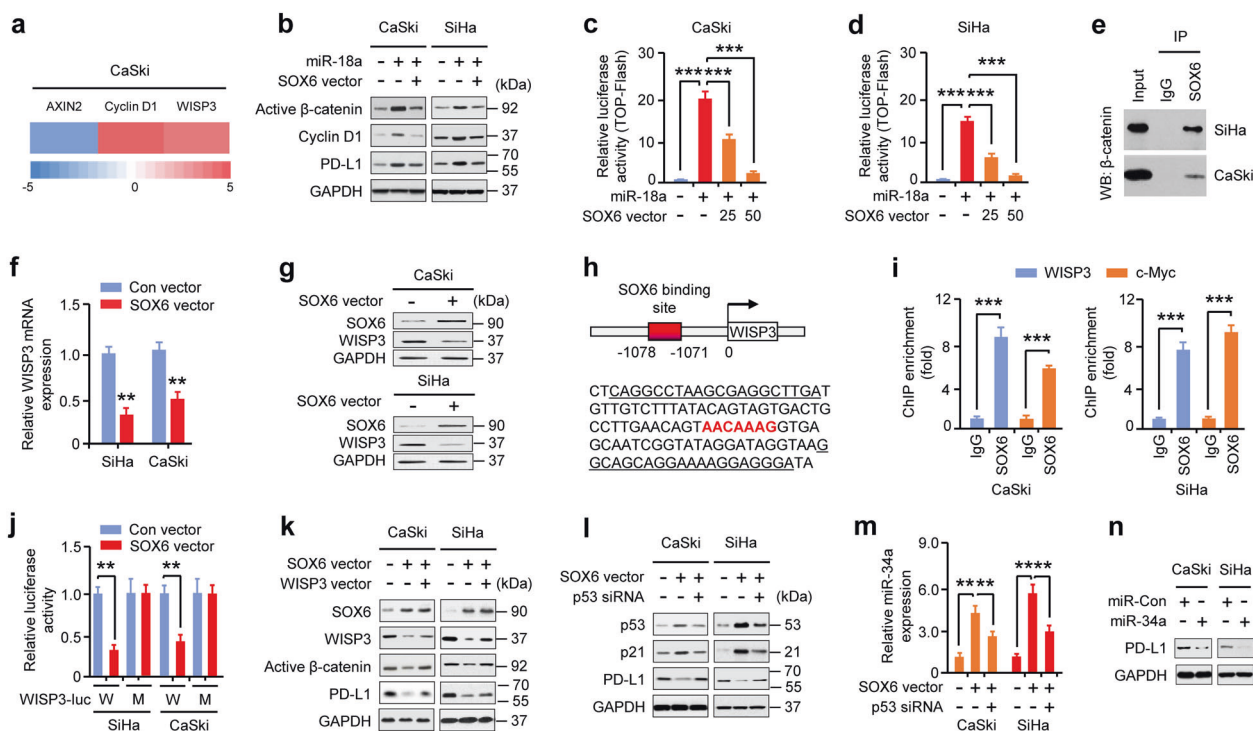 a
CaSki
AXIN2 Cyclin D1 WISP3
-5 0 5
b
CaSki SiHa
miR-18a - + + - + +
SOX6 vector - - + - - + (kDa)
Active β-catenin 92
Cyclin D1 37
PD-L1 70
55
GAPDH 37
c
CaSki
Relative luciferase
activity (TOP-Flash)
30
20
10
0
*** *** ***
miR-18a - + + +
SOX6 vector - - 25 50
d
SiHa
Relative luciferase
activity (TOP-Flash)
30
20
10
0
*** *** ***
miR-18a - + + +
SOX6 vector - - 25 50
e
IP
Input IgG SOX6
WB: β-catenin
SiHa
CaSki
f
Con vector
SOX6 vector
Relative WISP3 mRNA
expression
1.5
1.0
0.5
0
** **
SiHa CaSki
g
CaSki
SOX6 vector - + (kDa)
SOX6 90
WISP3 37
GAPDH 37
SiHa
SOX6 vector - +
SOX6 90
WISP3 37
GAPDH 37
h
SOX6 binding
site
WISP3
-1078 -1071 0
CTCAGGCCTAAGCGAGGCTTGAT
GTTGTCTTTATACAGTAGTGACTG
CCTTGAACAGTAACAAAGGTGA
GCAATCGGTATAGGATAGGTAAG
GCAGCAGGAAAAGGAGGGATA
i
WISP3 c-Myc
ChIP enrichment
(fold)
12
8
4
0
*** ***
IgG SOX6 IgG SOX6
CaSki
ChIP enrichment
(fold)
12
8
4
0
*** ***
IgG SOX6 IgG SOX6
SiHa
j
Con vector
SOX6 vector
Relative luciferase
activity
1.5
1.0
0.5
0
** **
WISP3-luc W M W M
SiHa CaSki
k
CaSki SiHa
SOX6 vector - + + - + +
WISP3 vector - - + - - + (kDa)
SOX6 90
WISP3 37
Active β-catenin 92
PD-L1 70
55
GAPDH 37
l
CaSki SiHa
SOX6 vector - + + - + +
p53 siRNA - - + - - + (kDa)
p53 53
p21 21
PD-L1 70
55
GAPDH 37
m
Relative miR-34a
expression
9.0
6.0
3.0
0
** ** ** **
SOX6 vector - + + - + +
p53 siRNA - - + - - +
CaSki SiHa
n
CaSki SiHa
miR-Con + - + -
miR-34a - + - +
PD-L1
GAPDH